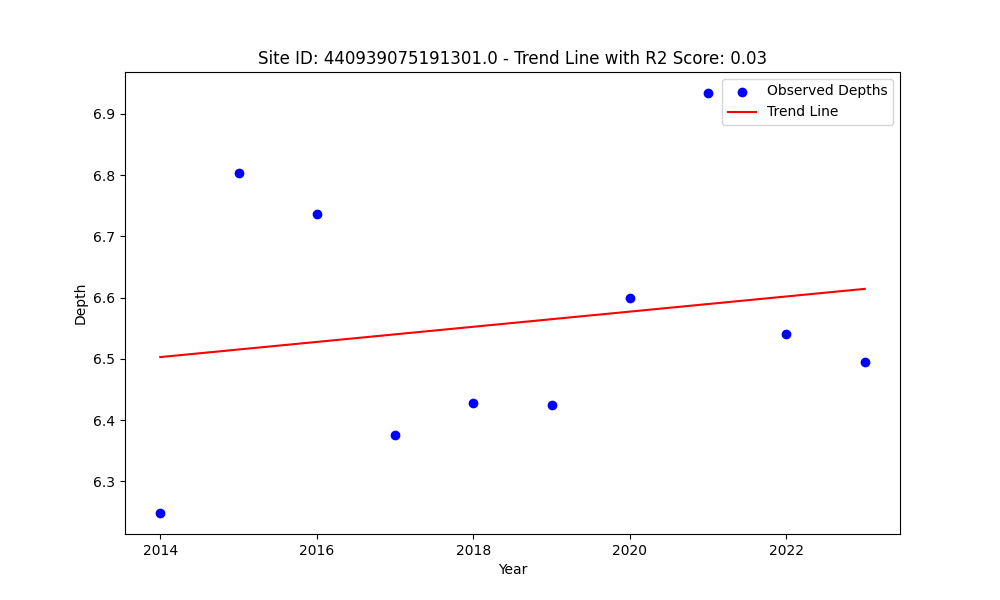 Site ID: 440939075191301.0 - Trend Line with R2 Score: 0.03
Observed Depths
Trend Line
6.9
6.8
6.7
6.6
6.5
6.4
6.3
Depth
2014
2016
2018
2020
2022
Year